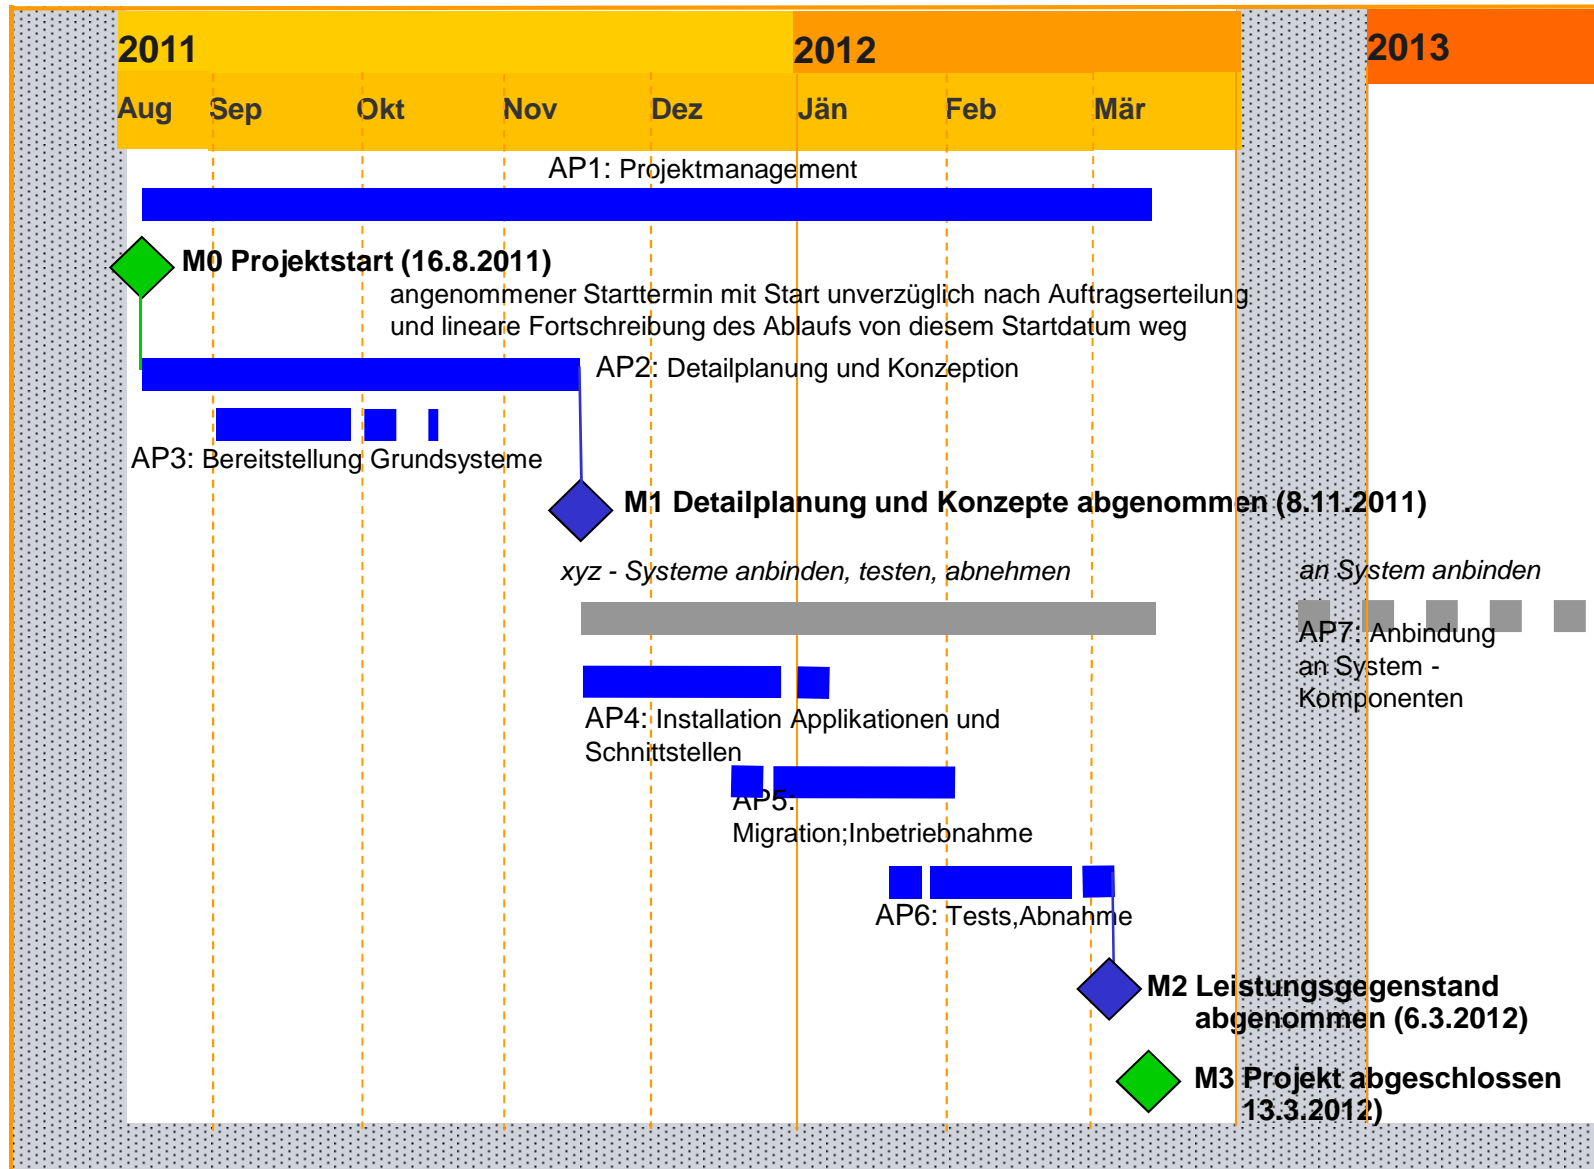 2011
2012
2013
Aug
Sep
Okt
Nov
Dez
Jän
Feb
Mär
AP1: Projektmanagement
M0 Projektstart (16.8.2011)
angenommener Starttermin mit Start unverzüglich nach Auftragserteilung
und lineare Fortschreibung des Ablaufs von diesem Startdatum weg
AP2: Detailplanung und Konzeption
AP3: Bereitstellung Grundsysteme
M1 Detailplanung und Konzepte abgenommen (8.11.2011)
xyz - Systeme anbinden, testen, abnehmen
an System anbinden
AP7: Anbindung
an System -
Komponenten
AP4: Installation Applikationen und
Schnittstellen
AP5:
Migration;Inbetriebnahme
AP6: Tests,Abnahme
M2 Leistungsgegenstand
abgenommen (6.3.2012)
M3 Projekt abgeschlossen
13.3.2012)